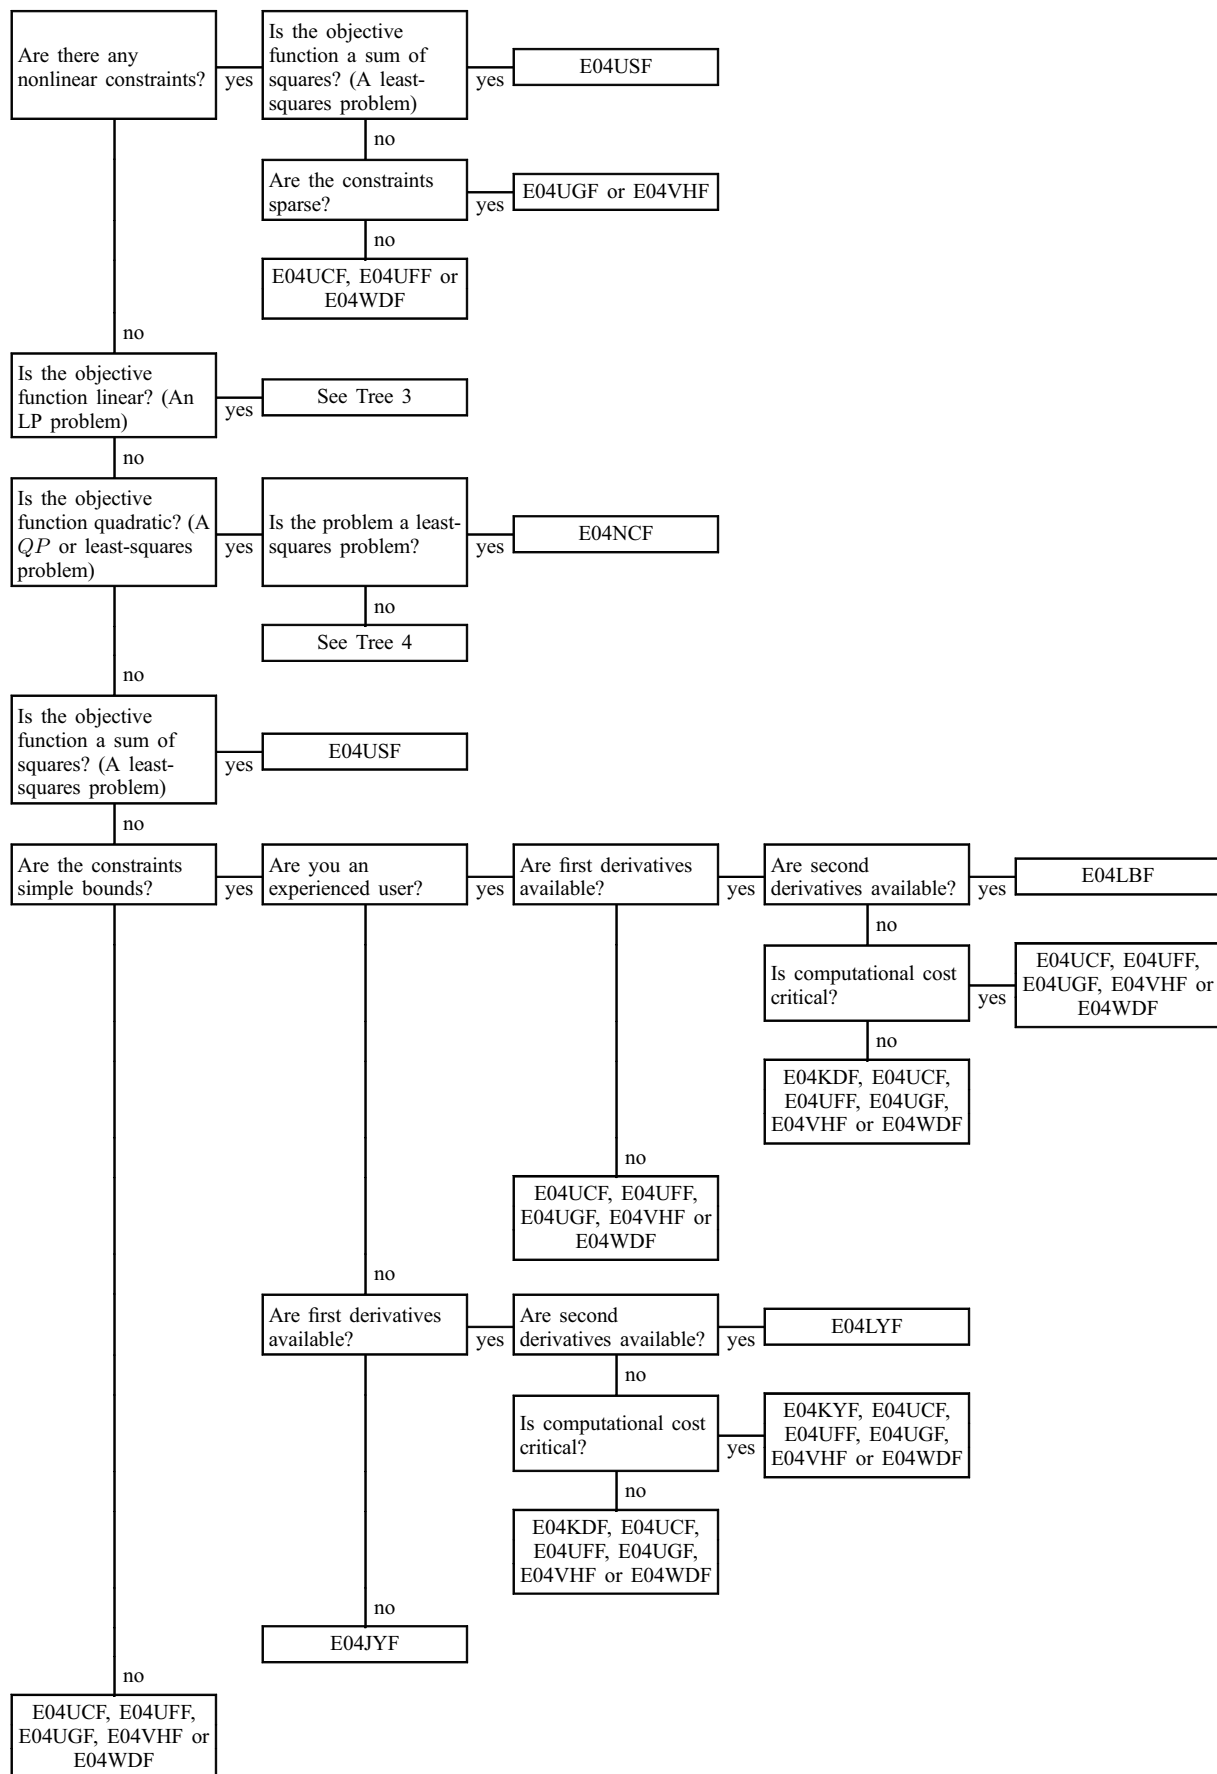 Are there any
nonlinear constraints?
yes
Is the objective
function a sum of
squares? (A least-
squares problem)
yes
E04USF
no
Are the constraints
sparse?
yes
E04UGF or E04VHF
no
E04UCF, E04UFF or
E04WDF
no
Is the objective
function linear? (An
LP problem)
yes
See Tree 3
no
Is the objective
function quadratic? (A
QP or least-squares
problem)
yes
Is the problem a least-
squares problem?
yes
E04NCF
no
See Tree 4
no
Is the objective
function a sum of
squares? (A least-
squares problem)
yes
E04USF
no
Are the constraints
simple bounds?
yes
Are you an
experienced user?
yes
Are first derivatives
available?
yes
Are second
derivatives available?
yes
E04LBF
no
Is computational cost
critical?
yes
E04UCF, E04UFF,
E04UGF, E04VHF or
E04WDF
no
E04KDF, E04UCF,
E04UFF, E04UGF,
E04VHF or E04WDF
no
E04UCF, E04UFF,
E04UGF, E04VHF or
E04WDF
no
Are first derivatives
available?
yes
Are second
derivatives available?
yes
E04LYF
no
Is computational cost
critical?
yes
E04KYF, E04UCF,
E04UFF, E04UGF,
E04VHF or E04WDF
no
E04KDF, E04UCF,
E04UFF, E04UGF,
E04VHF or E04WDF
no
E04JYF
no
E04UCF, E04UFF,
E04UGF, E04VHF or
E04WDF